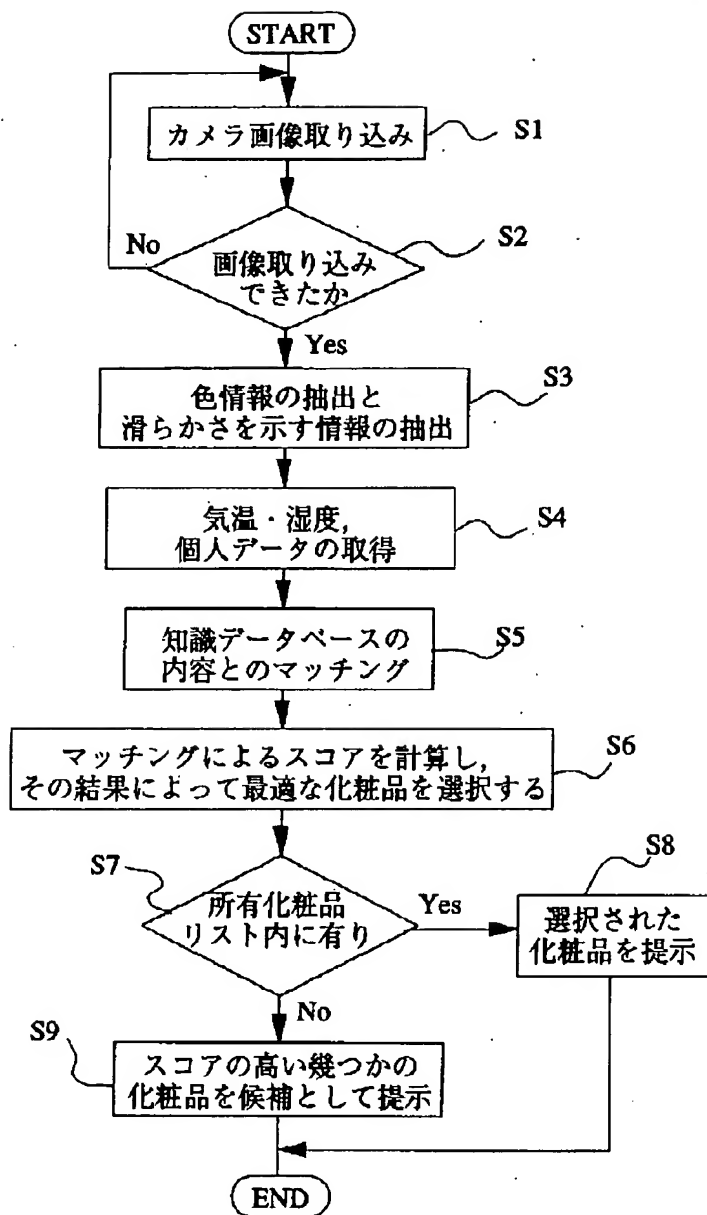 START
カメラ画像取り込み
S1
No
S2
画像取り込み
できたか
Yes
S3
色情報の抽出と
滑らかさを示す情報の抽出
S4
気温・湿度,
個人データの取得
S5
知識データベースの
内容とのマッチング
S6
マッチングによるスコアを計算し,
その結果によって最適な化粧品を選択する
S7
所有化粧品
リスト内に有り
Yes
S8
選択された
化粧品を提示
No
S9
スコアの高い幾つかの
化粧品を候補として提示
END